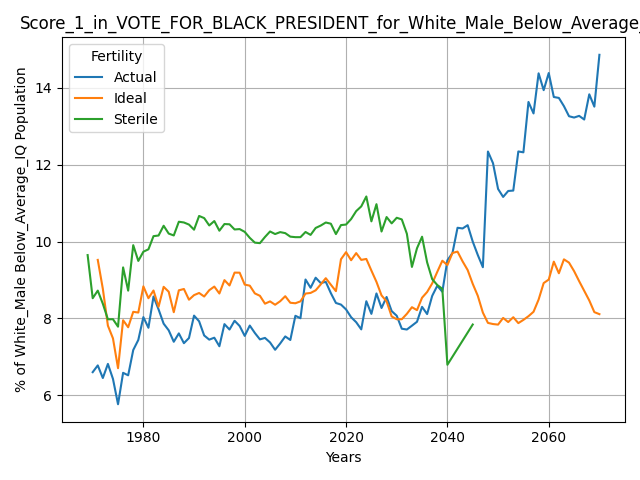 Score_1_in_VOTE_FOR_BLACK_PRESIDENT_for_White_Male_Below_Average_
Fertility
Actual
Ideal
Sterile
% of White_Male Below_Average_IQ Population
14
12
10
8
6
1980
2000
2020
2040
2060
Years